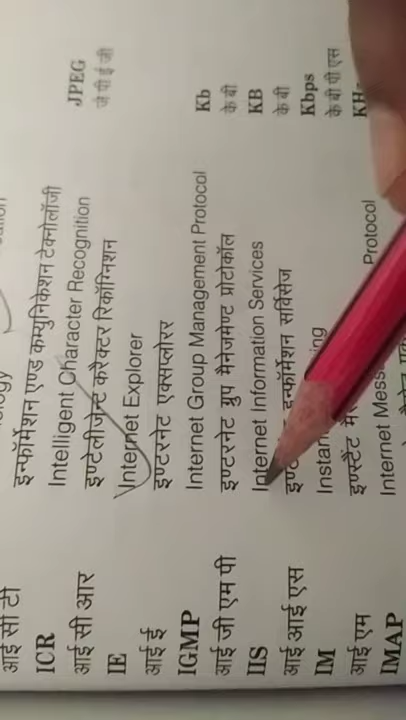 आई सी टी इन्फॉर्मेशन एण्ड कम्युनिकेशन टेक्नोलॉजी
ICR Intelligent Character Recognition
आई सी आर इण्टेलीजेन्ट करैक्टर रिकॉग्निशन
IE Internet Explorer
आई ई इण्टरनेट एक्सप्लोरर
IGMP Internet Group Management Protocol
आई जी एम पी इण्टरनेट ग्रुप मैनेजमेण्ट प्रोटोकॉल
IIS Internet Information Services
आई आई एस इन्फॉर्मेशन सर्विसेज
IM
आई एम इण्स्टैंट
IMAP Internet Protocol
JPEG
जे पी ई जी
Kb
के बी
KB
के बी
Kbps
के बी पी एस